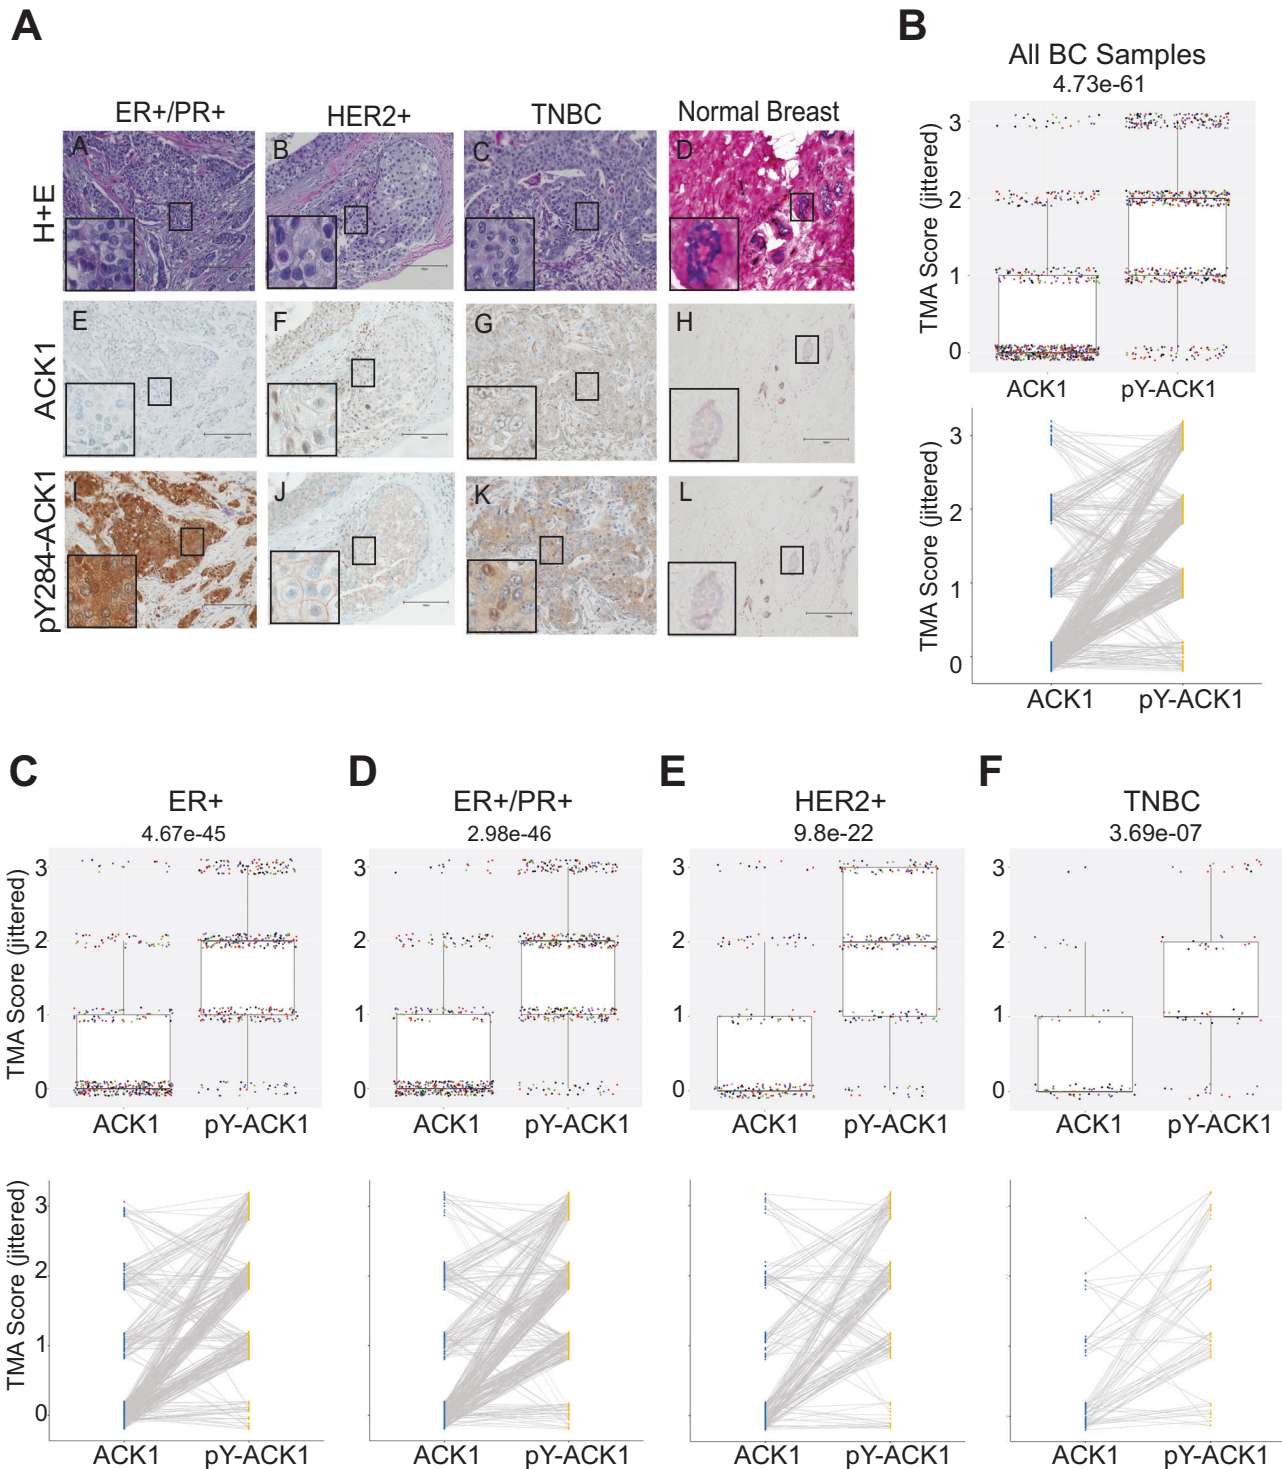 A
ER+/PR+
HER2+
TNBC
Normal Breast
H+E
A
B
C
D
ACK1
E
F
G
H
pY284-ACK1
I
J
K
L
B
All BC Samples
4.73e-61
TMA Score (jittered)
3
2
1
0
ACK1
pY-ACK1
TMA Score (jittered)
3
2
1
0
ACK1
pY-ACK1
C
ER+
4.67e-45
TMA Score (jittered)
3
2
1
0
ACK1
pY-ACK1
TMA Score (jittered)
3
2
1
0
ACK1
pY-ACK1
D
ER+/PR+
2.98e-46
3
2
1
0
ACK1
pY-ACK1
ACK1
pY-ACK1
E
HER2+
9.8e-22
3
2
1
0
ACK1
pY-ACK1
ACK1
pY-ACK1
F
TNBC
3.69e-07
3
2
1
0
ACK1
pY-ACK1
ACK1
pY-ACK1